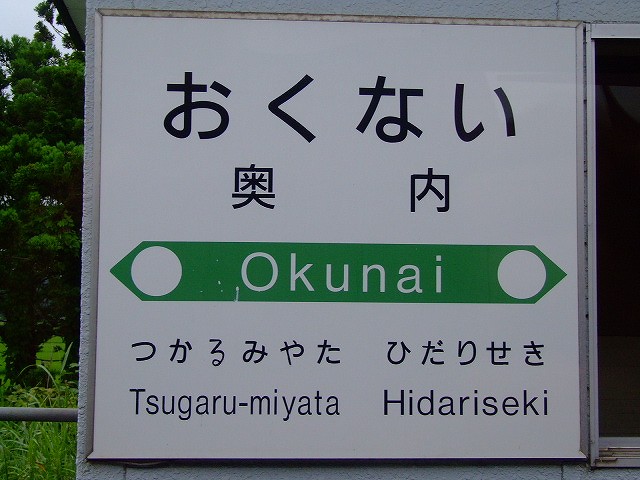 おくない
奥内
Okunai
つかるみやた ひだりせき
Tsugaru-miyata Hidariseki